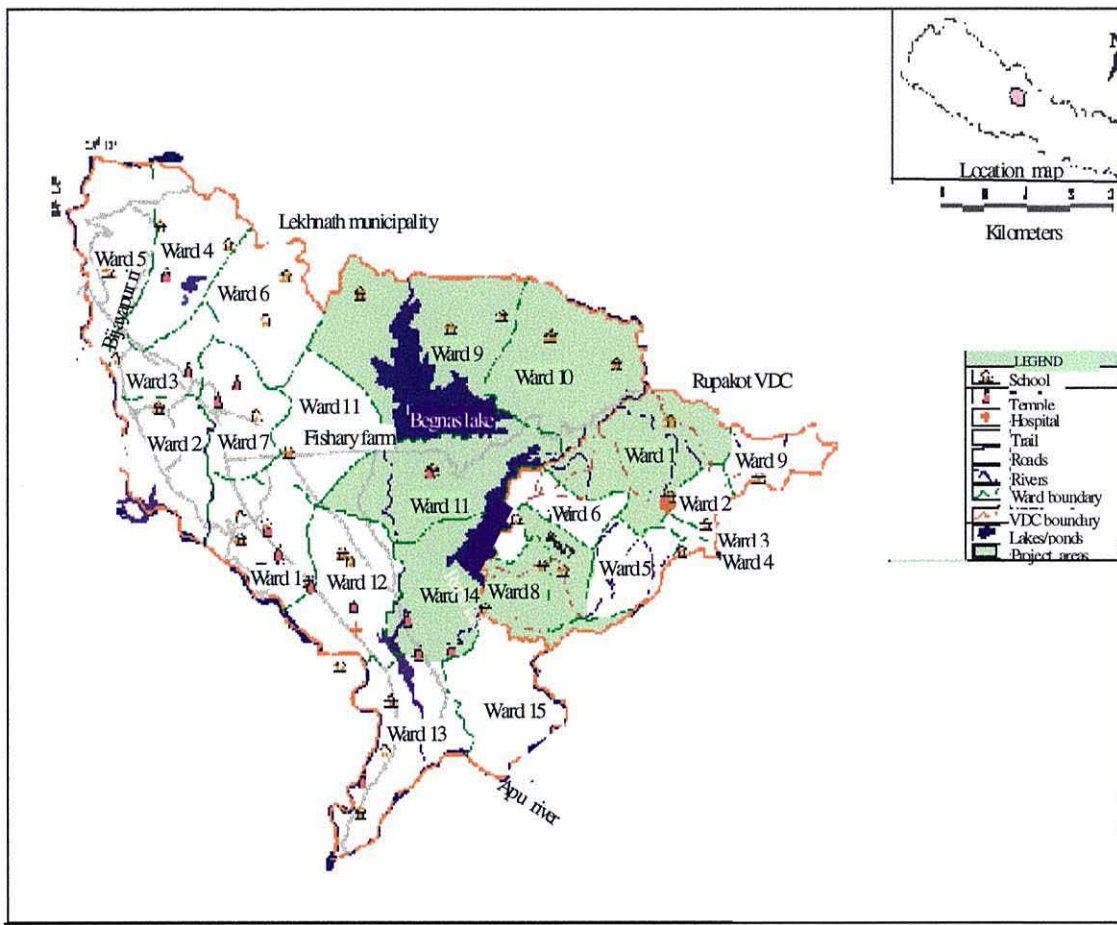 N
Location map
Kilometers
Lekhnath municipality
Ward 5
Ward 4
Ward 6
Bijayapur
Ward 3
Ward 2
Ward 7
Ward 11
Fishary farm
Begnas lake
Ward 9
Ward 10
Rupakot VDC
Ward 1
Ward 9
Ward 2
Ward 6
Ward 3
Ward 4
Ward 5
Ward 11
Ward 8
Ward 14
Ward 1
Ward 12
Ward 15
Ward 13
Apu river
LEGEND
School
Temple
Hospital
Trail
Roads
Rivers
Ward boundary
VDC boundary
Lakes/ponds
Project areas